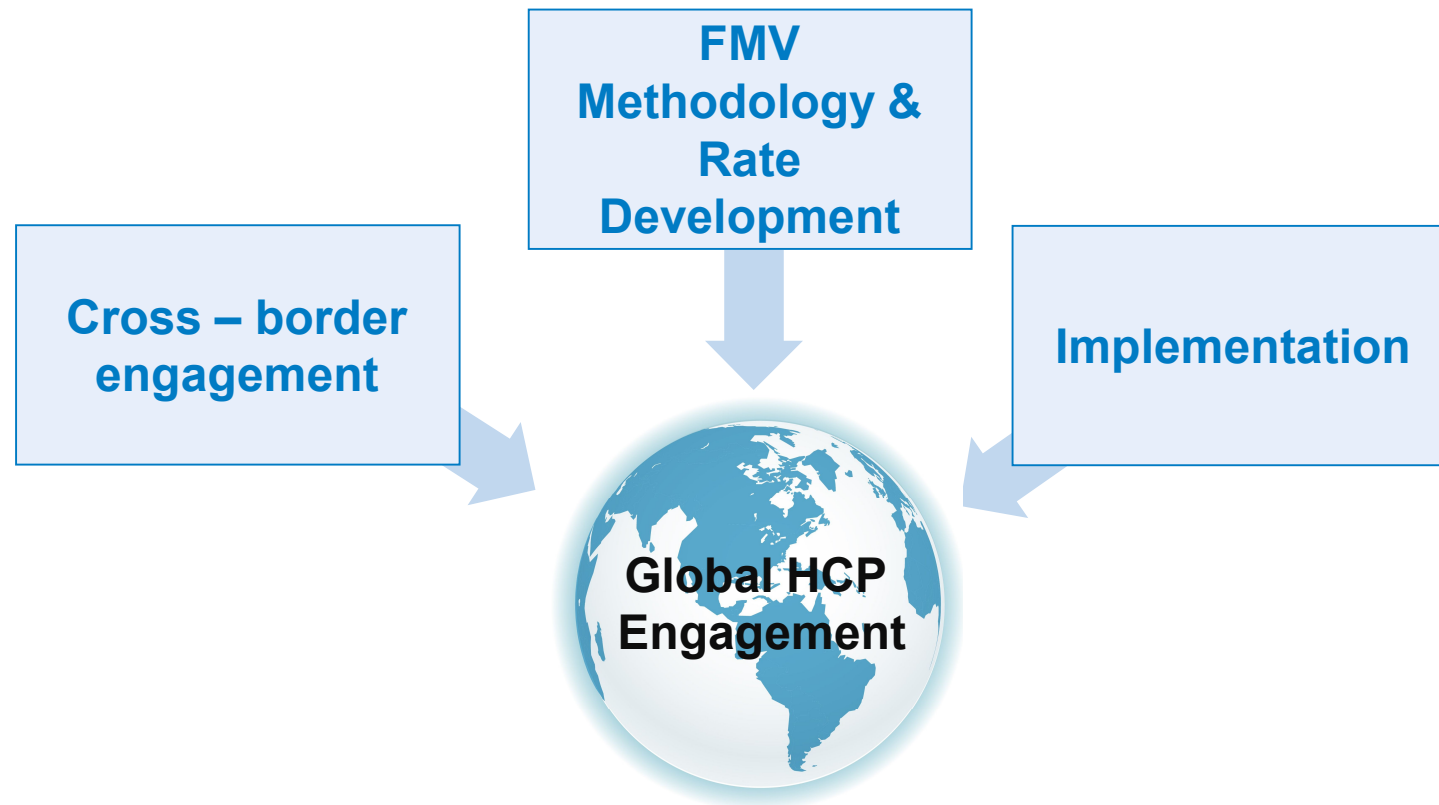 FMV
Methodology &
Rate
Development
Cross – border
engagement
Implementation
Global HCP
Engagement